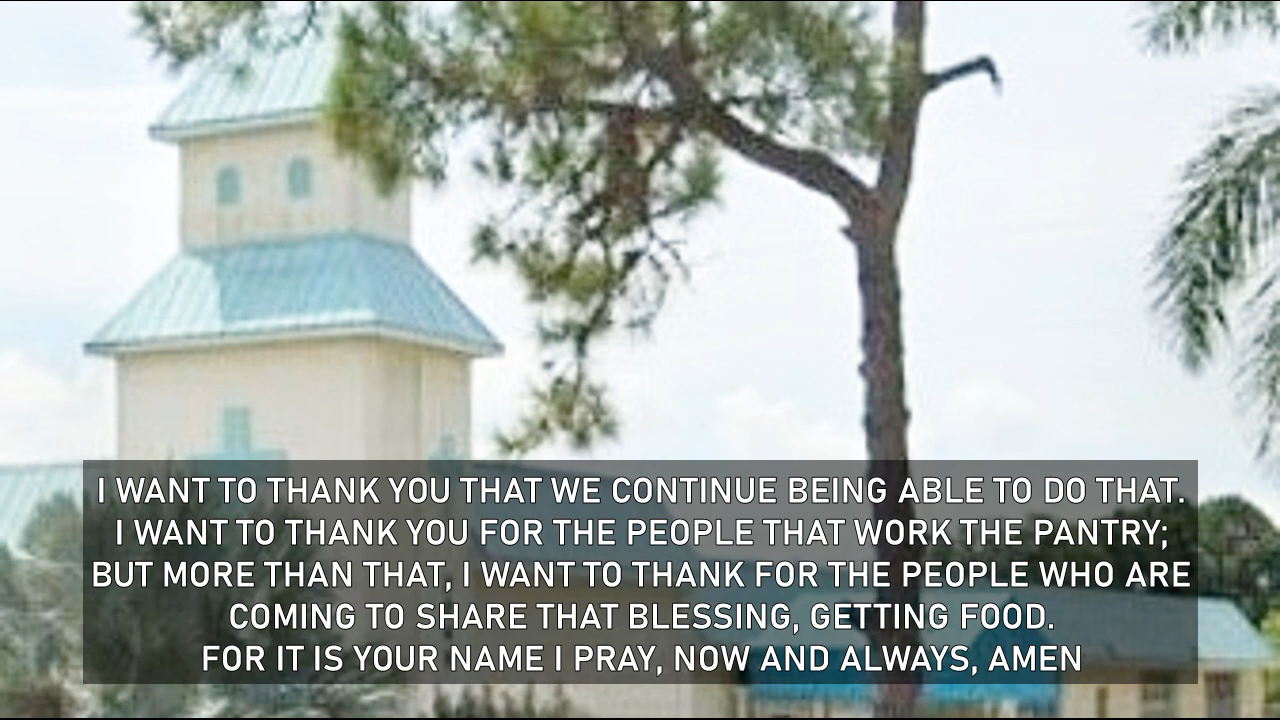 I WANT TO THANK YOU THAT WE CONTINUE BEING ABLE TO DO THAT.
I WANT TO THANK YOU FOR THE PEOPLE THAT WORK THE PANTRY;
BUT MORE THAN THAT, I WANT TO THANK FOR THE PEOPLE WHO ARE
COMING TO SHARE THAT BLESSING, GETTING FOOD.
FOR IT IS YOUR NAME I PRAY, NOW AND ALWAYS, AMEN